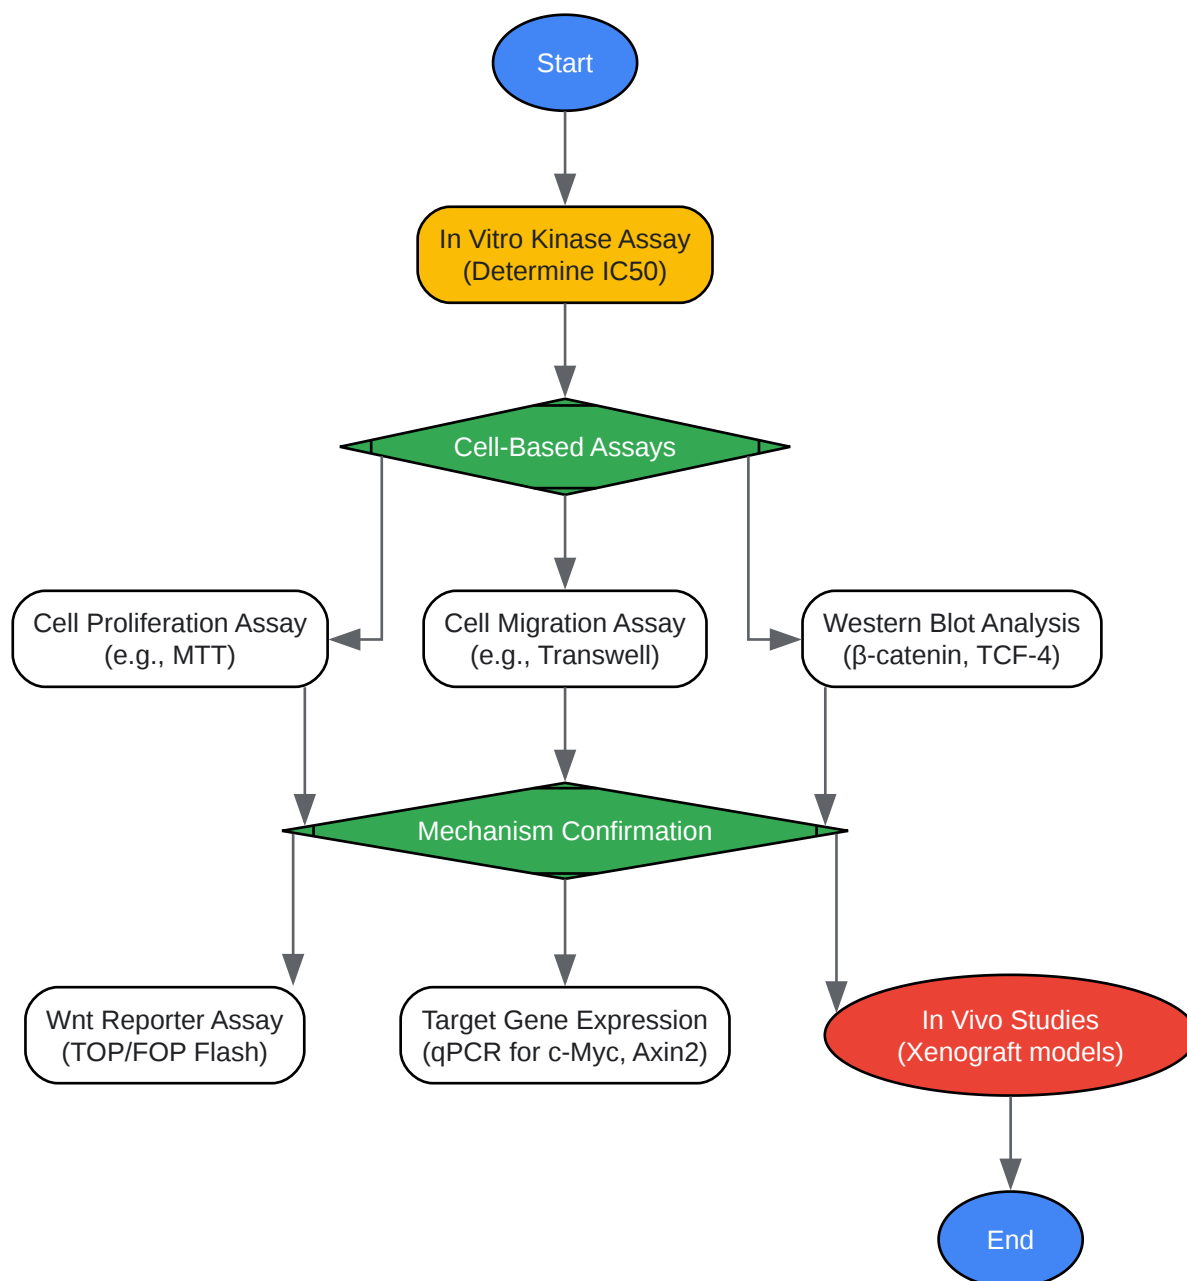 Start
In Vitro Kinase Assay
(Determine IC50)
Cell-Based Assays
Cell Proliferation Assay
(e.g., MTT)
Cell Migration Assay
(e.g., Transwell)
Western Blot Analysis
(β-catenin, TCF-4)
Mechanism Confirmation
Wnt Reporter Assay
(TOP/FOP Flash)
Target Gene Expression
(qPCR for c-Myc, Axin2)
In Vivo Studies
(Xenograft models)
End